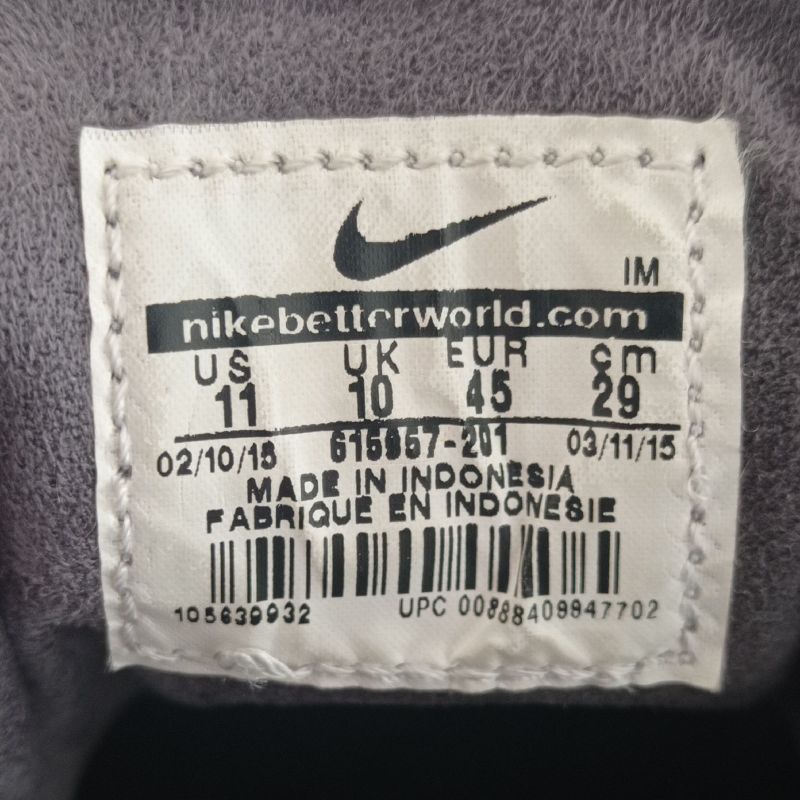 IM
nikebetterworld.com
US UK EUR cm
11 10 45 29
02/10/15 615957-201 03/11/15
MADE IN INDONESIA
FABRIQUE EN INDONESIE
105639932 UPC 00888409947702